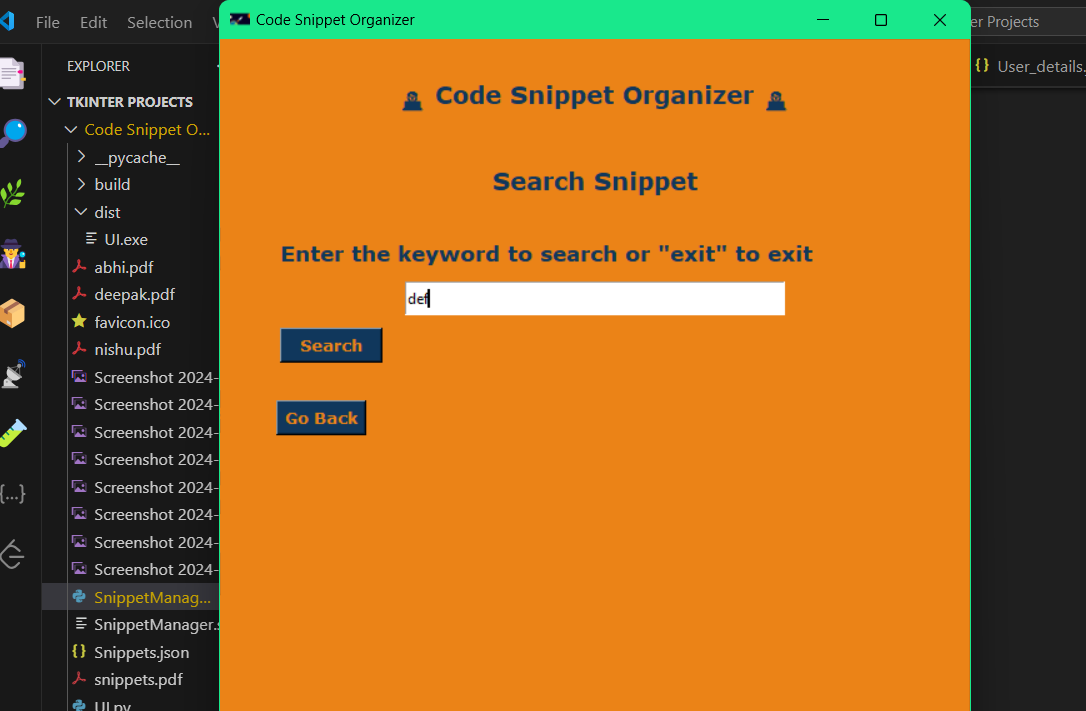 File Edit Selection
Code Snippet Organizer
er Projects
EXPLORER
User_details.
TKINTER PROJECTS
Code Snippet O...
__pycache__
build
dist
UI.exe
abhi.pdf
deepak.pdf
favicon.ico
nishu.pdf
Screenshot 2024-
Screenshot 2024-
Screenshot 2024-
Screenshot 2024-
Screenshot 2024-
Screenshot 2024-
Screenshot 2024-
Screenshot 2024-
SnippetManag...
SnippetManager.s
Snippets.json
snippets.pdf
UI.py
Code Snippet Organizer
Search Snippet
Enter the keyword to search or "exit" to exit
def
Search
Go Back